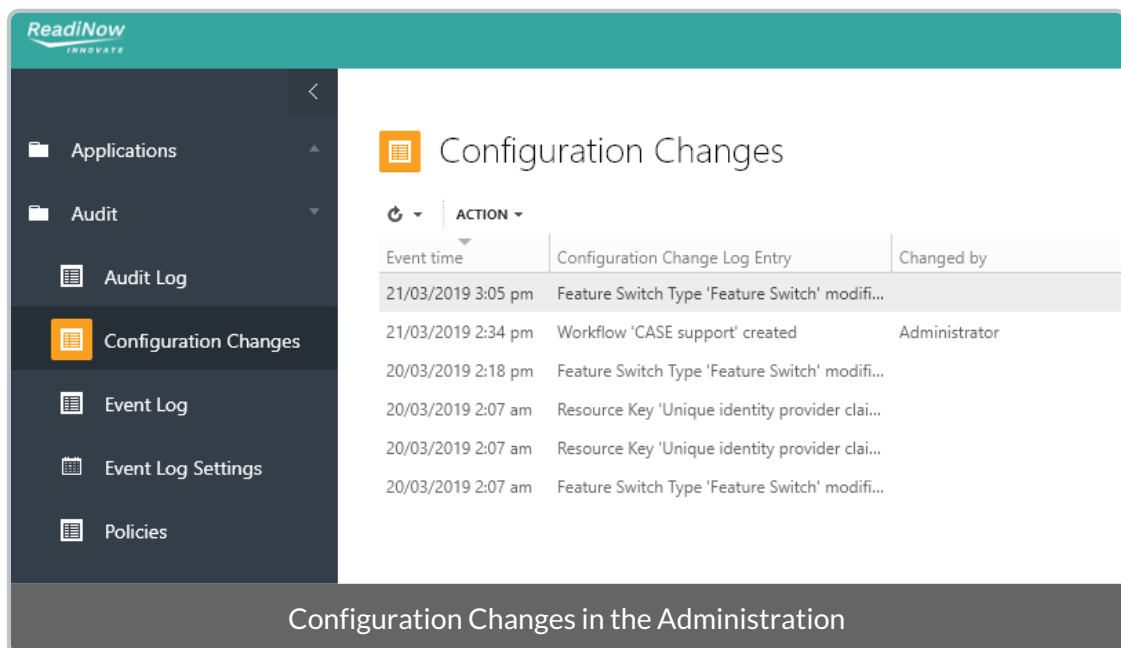 ReadiNow
INNOVATE
Applications
Audit
Audit Log
Configuration Changes
Event Log
Event Log Settings
Policies
Configuration Changes
ACTION
Event time Configuration Change Log Entry Changed by
21/03/2019 3:05 pm Feature Switch Type 'Feature Switch' modifi...
21/03/2019 2:34 pm Workflow 'CASE support' created Administrator
20/03/2019 2:18 pm Feature Switch Type 'Feature Switch' modifi...
20/03/2019 2:07 am Resource Key 'Unique identity provider clai...
20/03/2019 2:07 am Resource Key 'Unique identity provider clai...
20/03/2019 2:07 am Feature Switch Type 'Feature Switch' modifi...
Configuration Changes in the Administration